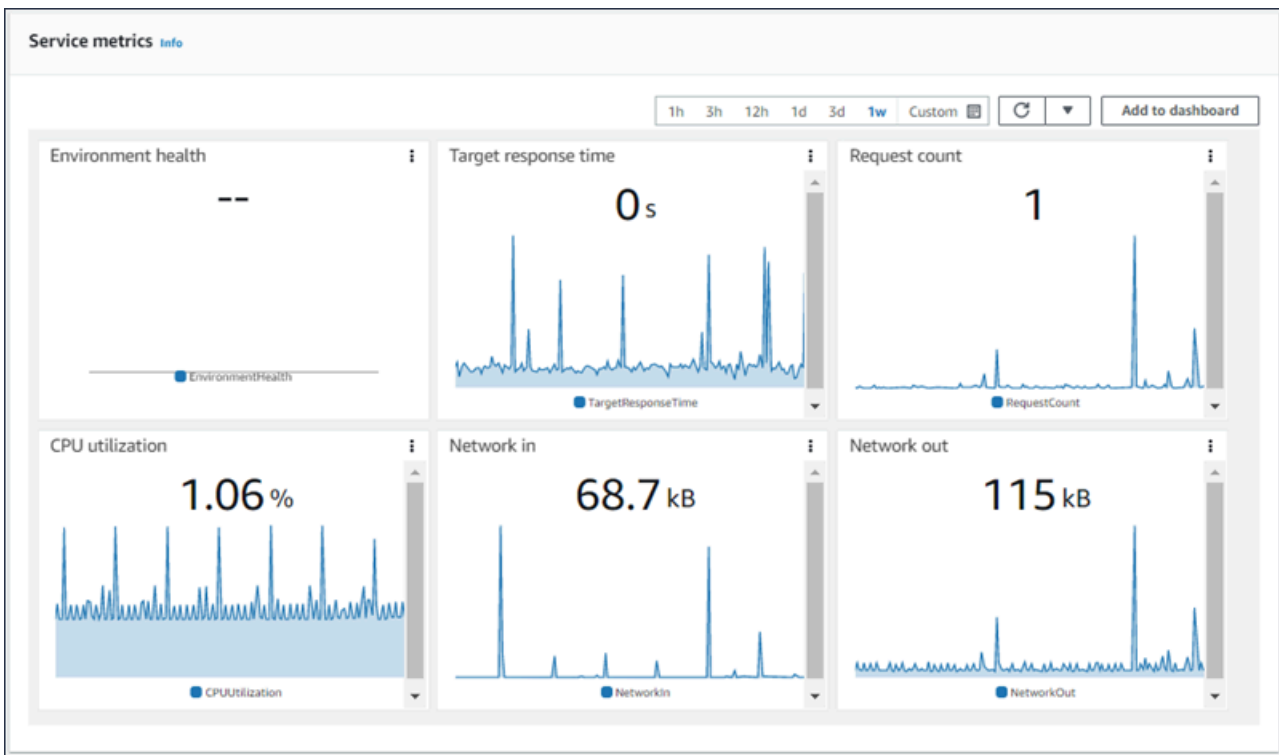 Service metrics Info
1h 3h 12h 1d 3d 1w Custom Add to dashboard
Environment health
--
EnvironmentHealth
Target response time
0 s
TargetResponseTime
Request count
1
RequestCount
CPU utilization
1.06 %
CPUUtilization
Network in
68.7 kB
NetworkIn
Network out
115 kB
NetworkOut